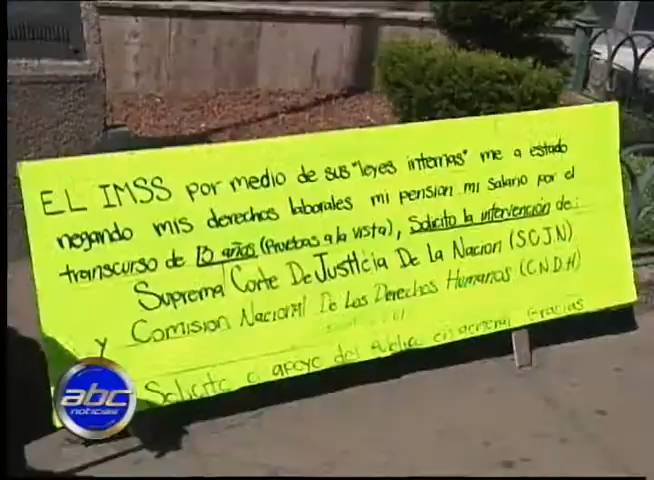 EL IMSS por medio de sus "leyes internas" me a estado
negando mis derechos laborales mi pension mi salario por el
transcurso de 10 años (Pruebas a la vista), Solicito la intervención de:
Suprema Corte De Justicia De La Nación (SCJN)
y Comision Nacional De Los Derechos Humanos (CNDH)
Solicito el apoyo del publico en general Gracias
abc
noticias